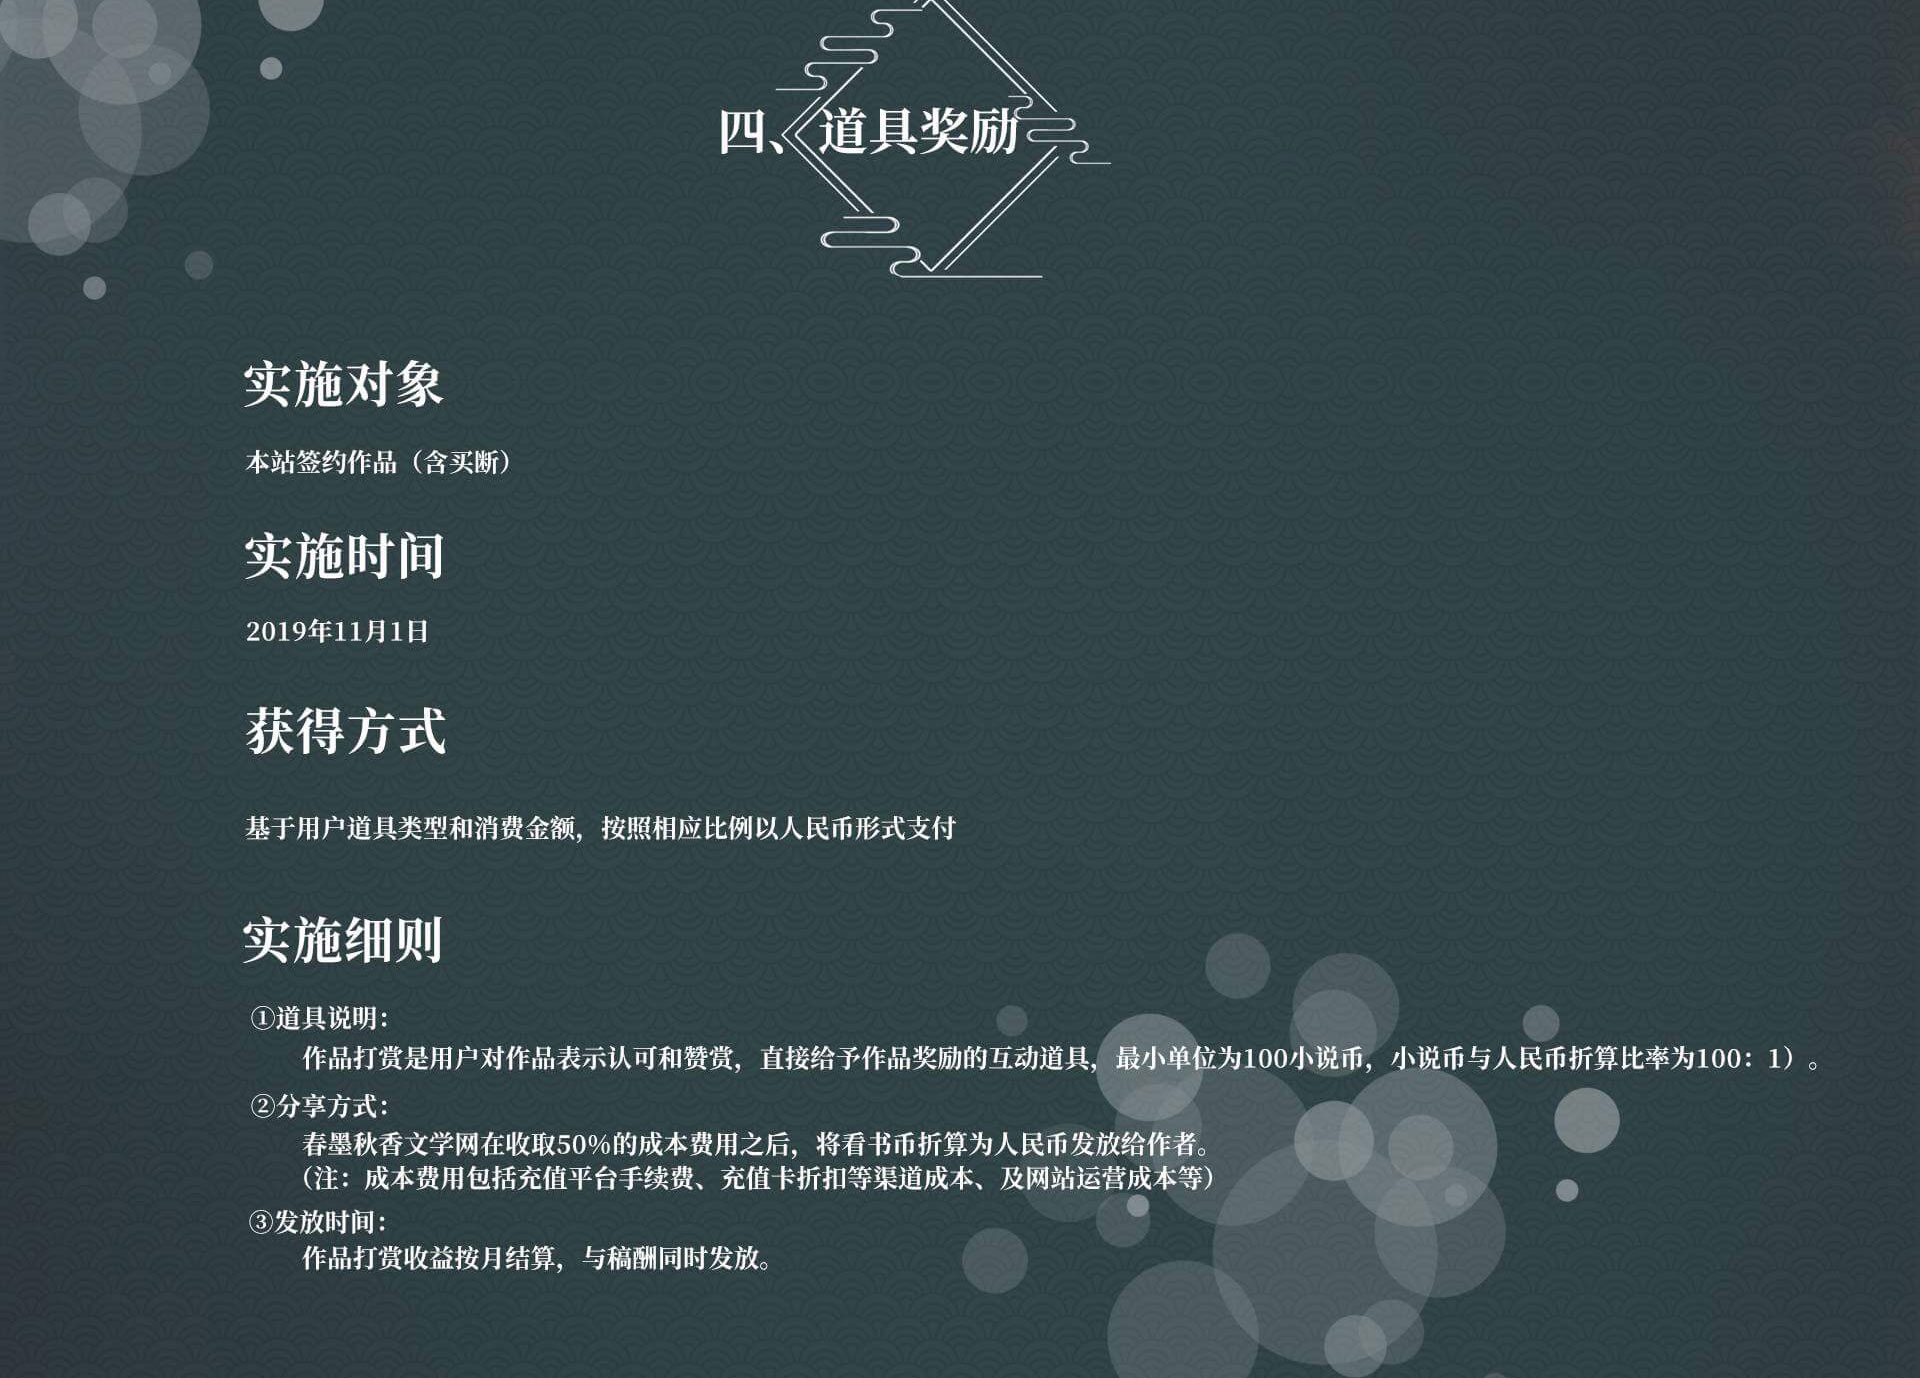 四、道具奖励
实施对象
本站签约作品（含买断）
实施时间
2019年11月1日
获得方式
基于用户道具类型和消费金额，按照相应比例以人民币形式支付
实施细则
①道具说明：
作品打赏是用户对作品表示认可和赞赏，直接给予作品奖励的互动道具，最小单位为100小说币，小说币与人民币折算比率为100：1）。
②分享方式：
春墨秋香文学网在收取50%的成本费用之后，将看书币折算为人民币发放给作者。
（注：成本费用包括充值平台手续费、充值卡折扣等渠道成本、及网站运营成本等）
③发放时间：
作品打赏收益按月结算，与稿酬同时发放。